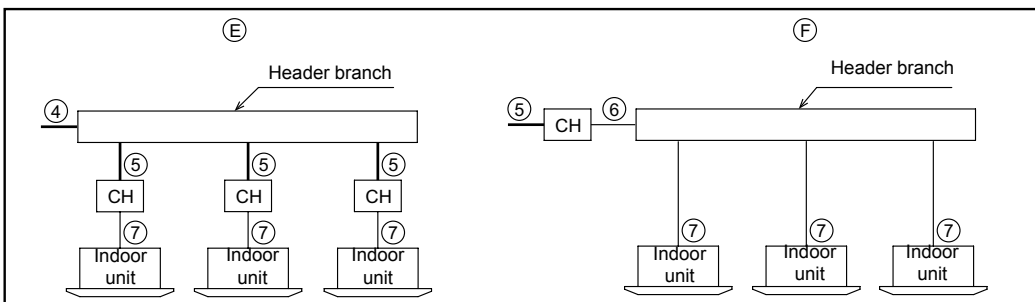 Ⓔ Ⓕ
Header branch Header branch
④ ⑤ CH ⑥
⑤ ⑤ ⑤
CH CH CH
⑦ ⑦ ⑦ ⑦ ⑦ ⑦
Indoor Indoor Indoor Indoor Indoor Indoor
unit unit unit unit unit unit